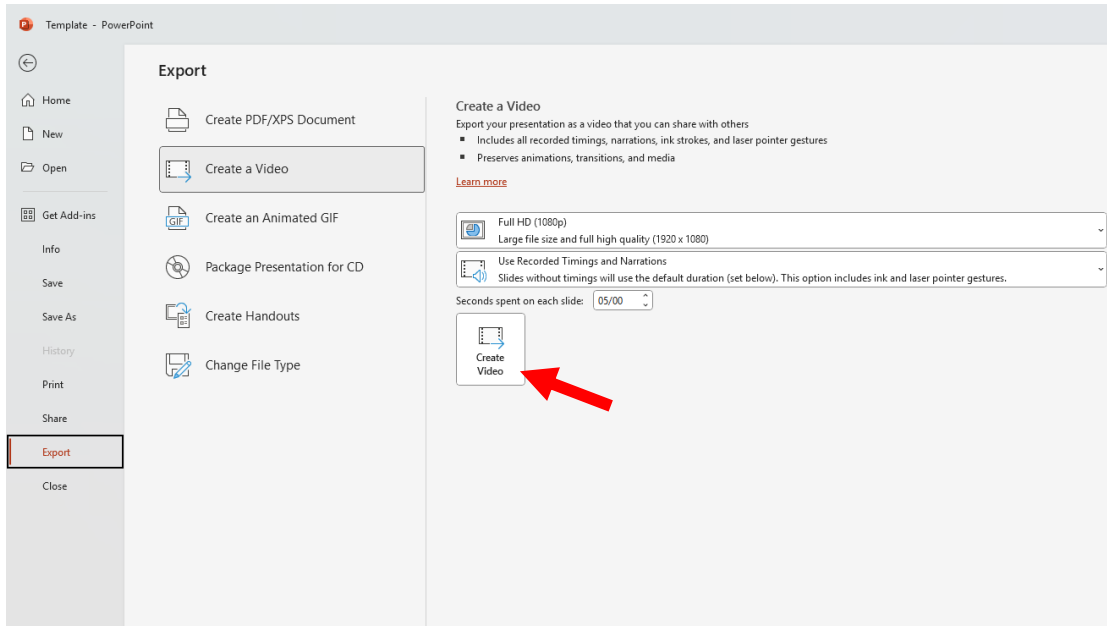 Template - PowerPoint
Home
New
Open
Get Add-ins
Info
Save
Save As
History
Print
Share
Export
Close
Export
Create PDF/XPS Document
Create a Video
Create an Animated GIF
Package Presentation for CD
Create Handouts
Change File Type
Create a Video
Export your presentation as a video that you can share with others
Includes all recorded timings, narrations, ink strokes, and laser pointer gestures
Preserves animations, transitions, and media
Learn more
Full HD (1080p)
Large file size and full high quality (1920 x 1080)
Use Recorded Timings and Narrations
Slides without timings will use the default duration (set below). This option includes ink and laser pointer gestures.
Seconds spent on each slide: 05/00
Create
Video